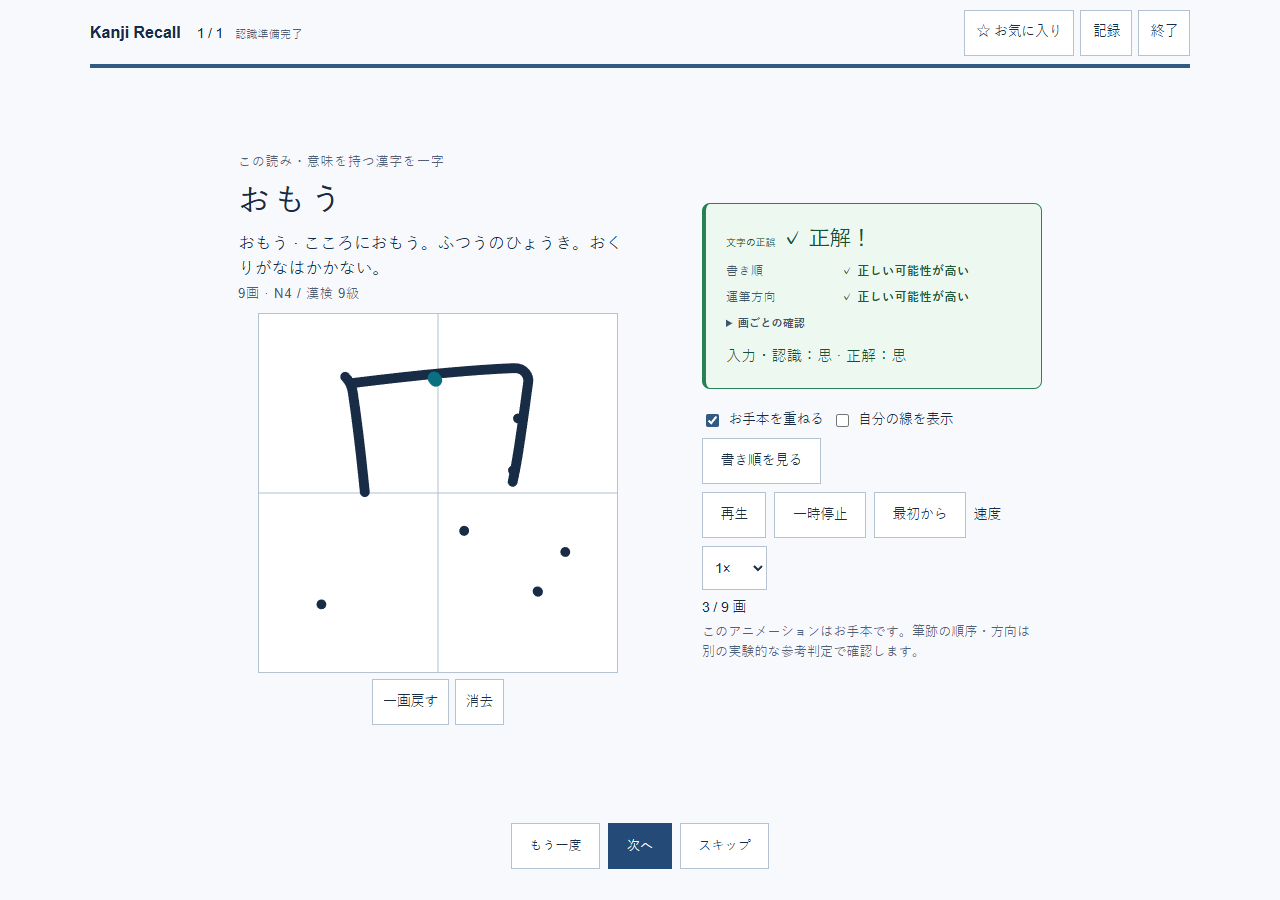 Kanji Recall 1 / 1 認識準備完了
☆ お気に入り 記録 終了
この読み・意味を持つ漢字を一字
おもう
おもう · こころにおもう。ふつうのひょうき。おく
りがなはかかない。
9画 · N4 / 漢検 9級
一画戻す 消去
文字の正誤 ✓ 正解！
書き順 ✓ 正しい可能性が高い
運筆方向 ✓ 正しい可能性が高い
▶ 画ごとの確認
入力・認識：思 · 正解：思
お手本を重ねる 自分の線を表示
書き順を見る
再生 一時停止 最初から 速度
1×
3 / 9 画
このアニメーションはお手本です。筆跡の順序・方向は
別の実験的な参考判定で確認します。
もう一度 次へ スキップ